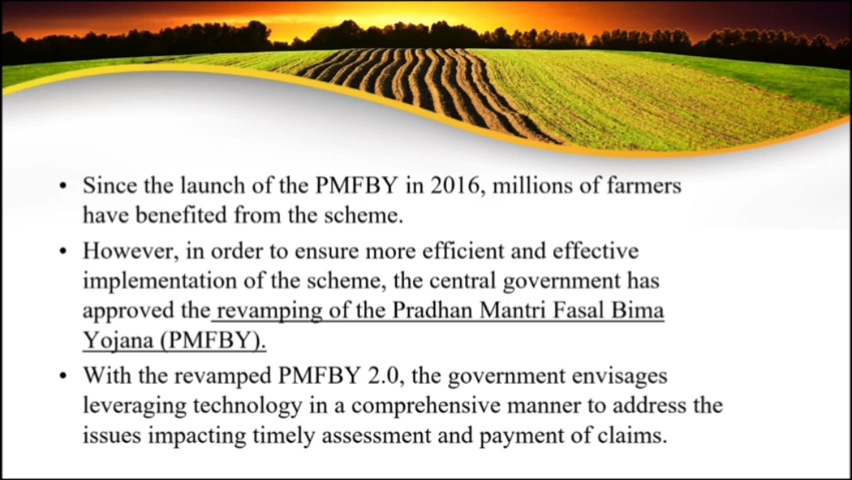 • Since the launch of the PMFBY in 2016, millions of farmers
have benefited from the scheme.
• However, in order to ensure more efficient and effective
implementation of the scheme, the central government has
approved the revamping of the Pradhan Mantri Fasal Bima
Yojana (PMFBY).
• With the revamped PMFBY 2.0, the government envisages
leveraging technology in a comprehensive manner to address the
issues impacting timely assessment and payment of claims.